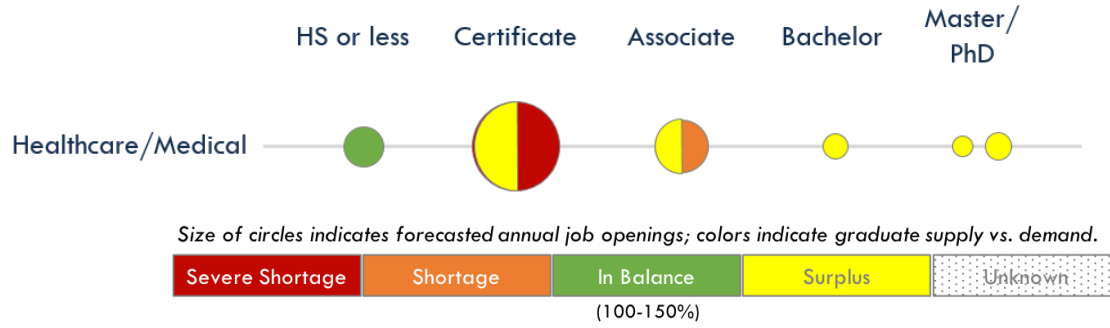 HS or less Certificate Associate Bachelor Master/
PhD
Healthcare/Medical
Size of circles indicates forecasted annual job openings; colors indicate graduate supply vs. demand.
Severe Shortage Shortage In Balance Surplus Unknown
(100-150%)